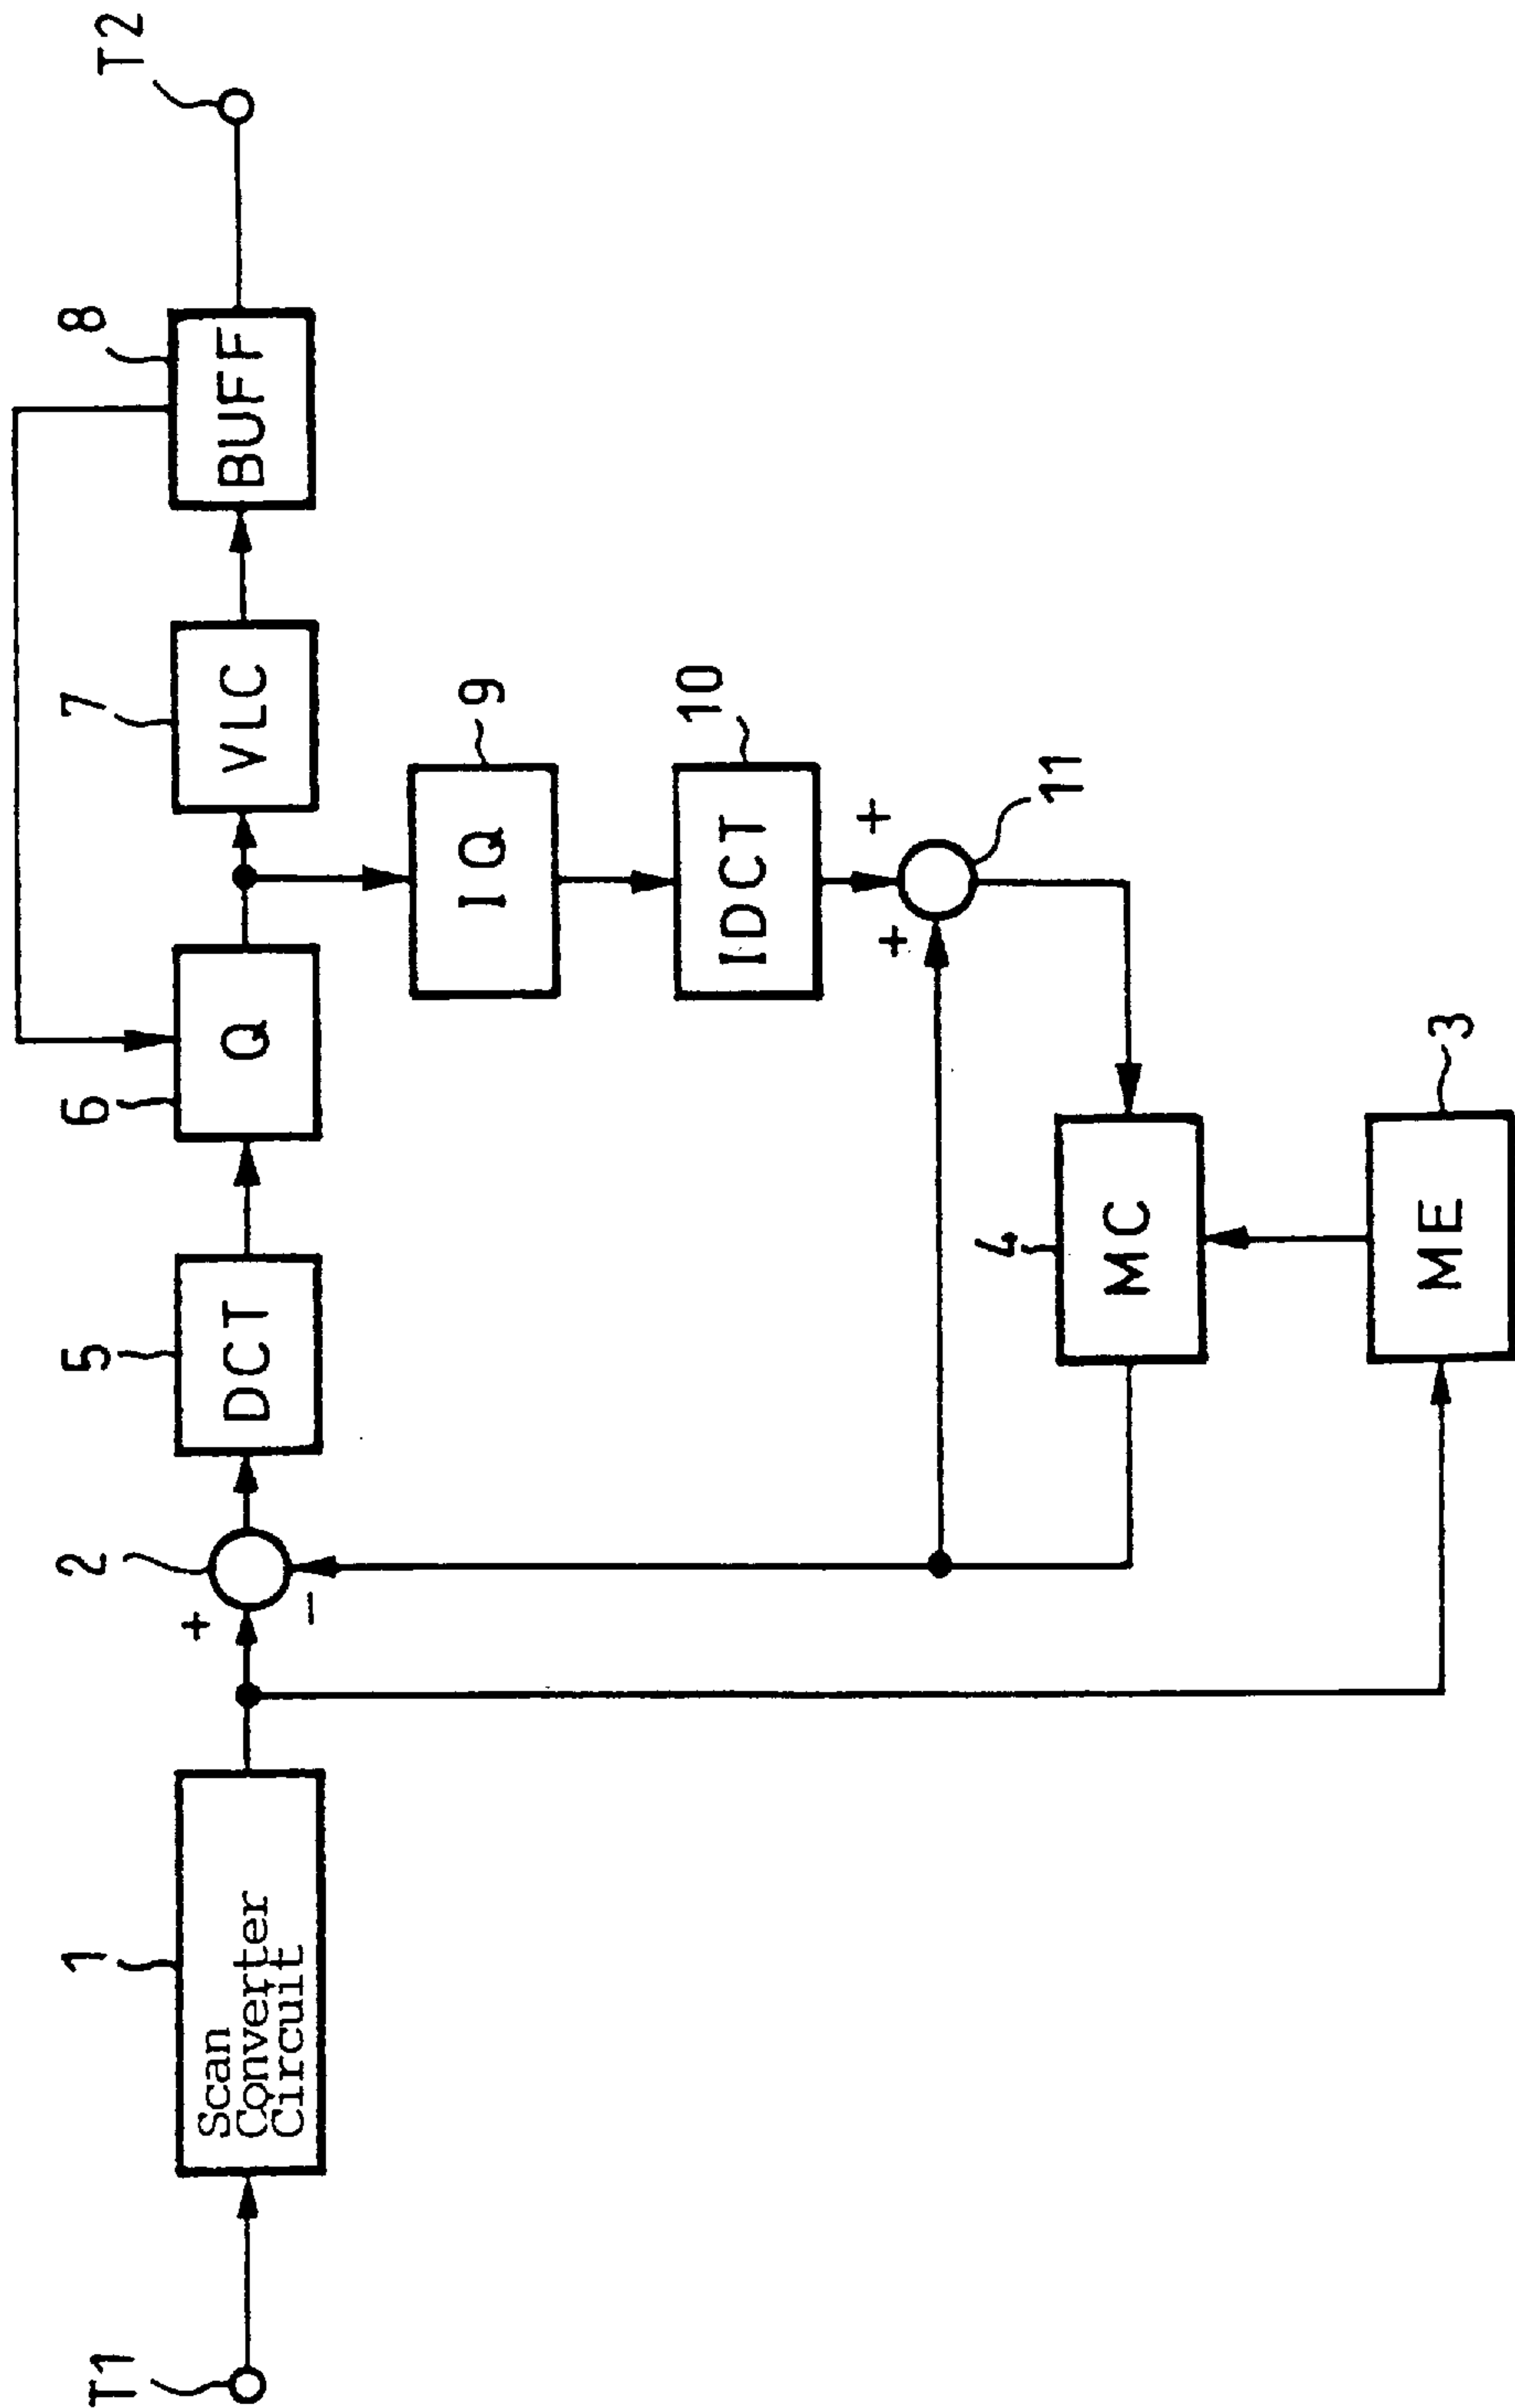 T1
1
Scan
Converter
Circuit
+
-
2
5
DCT
6
Q
7
VLC
8
BUFF
T2
9
IQ
10
IDCT
+
+
11
4
MC
3
ME